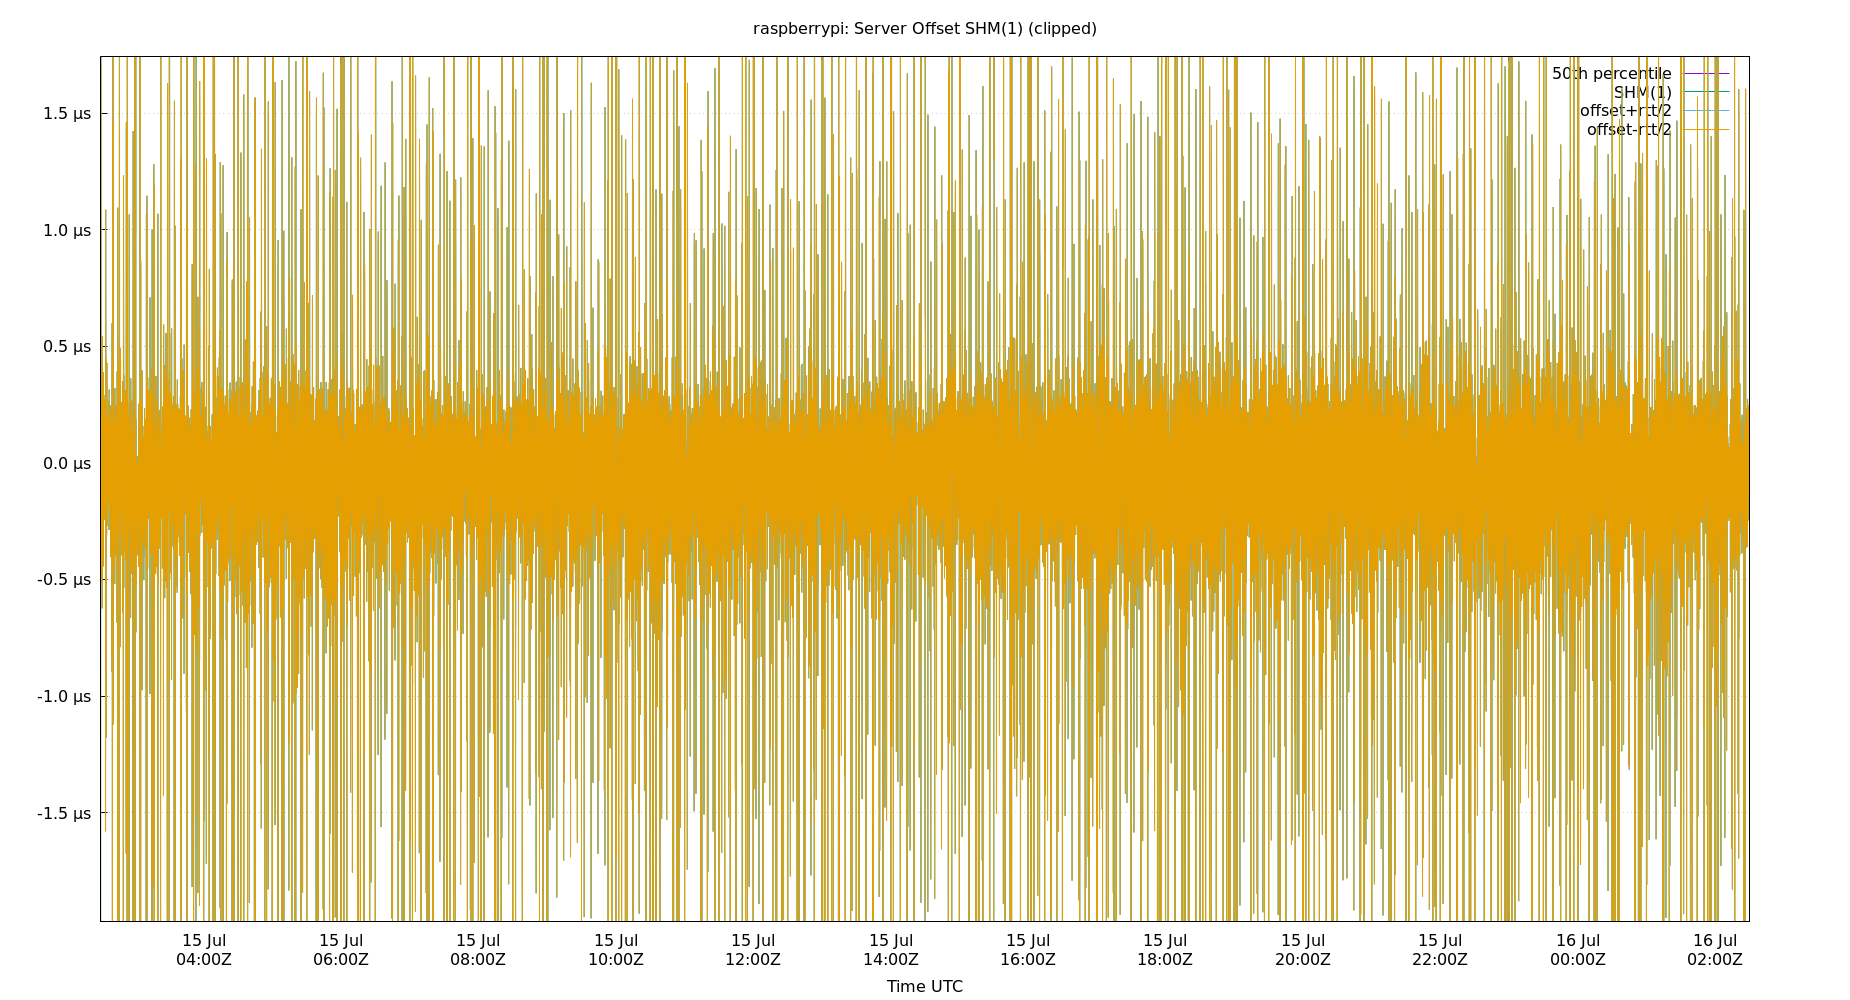 raspberrypi: Server Offset SHM(1) (clipped)
50th percentile
SHM(1)
offset+rtt/2
offset-rtt/2
1.5 µs
1.0 µs
0.5 µs
0.0 µs
-0.5 µs
-1.0 µs
-1.5 µs
15 Jul 15 Jul 15 Jul 15 Jul 15 Jul 15 Jul 15 Jul 15 Jul 15 Jul 15 Jul 16 Jul 16 Jul
04:00Z 06:00Z 08:00Z 10:00Z 12:00Z 14:00Z 16:00Z 18:00Z 20:00Z 22:00Z 00:00Z 02:00Z
Time UTC